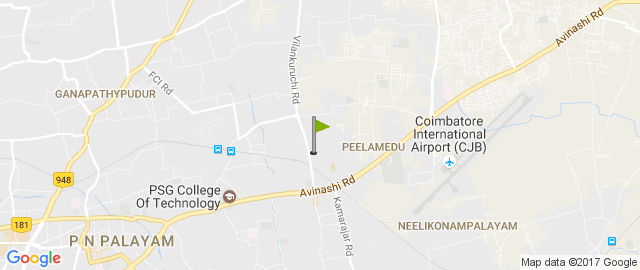 Avinashi Rd
Vilankuruchi Rd
FCI Rd
GANAPATHYPUDUR
Coimbatore
International
Airport (CJB)
PEELAMEDU
948
PSG College
Of Technology
Avinashi Rd
Kamarajar Rd
181
P N PALAYAM
NEELIKONAMPALAYAM
Google
Map data ©2017 Google